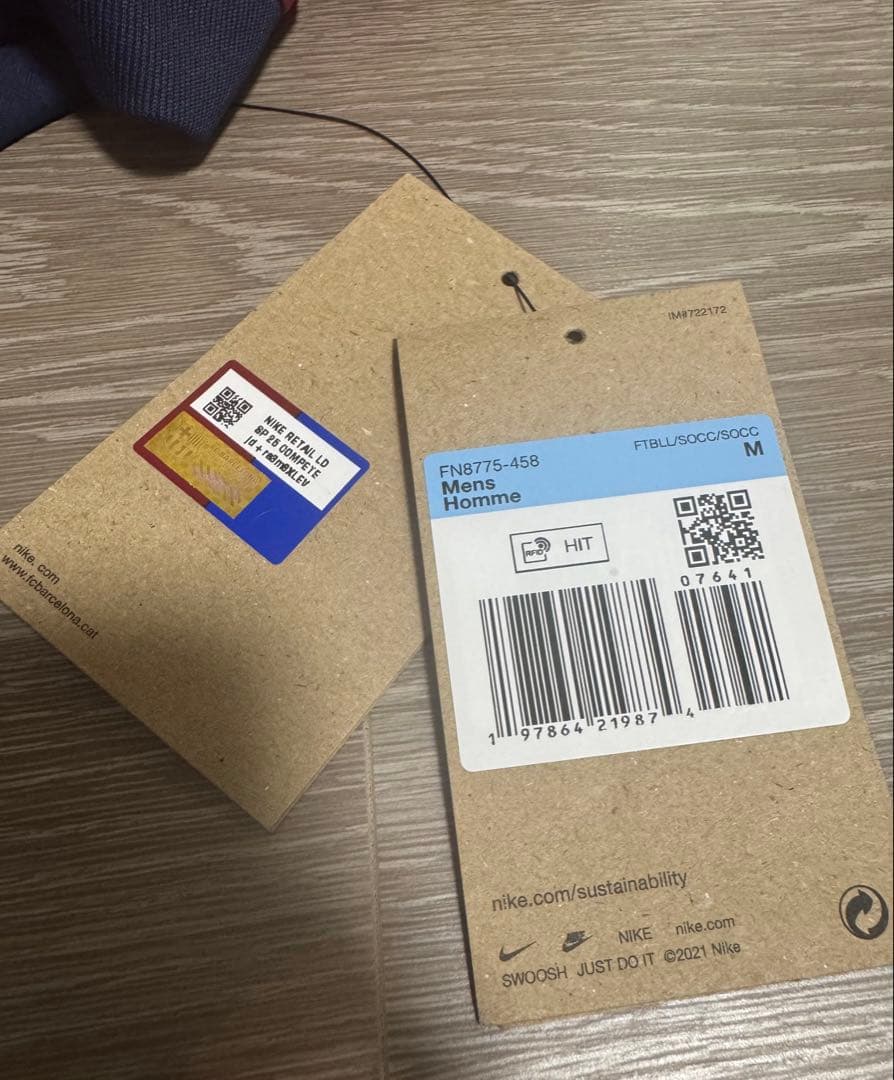 NIKE RETAIL LD
SP 25 COMPETE
nike. com
www.fcbarcelona.cat
IM#722172
FN8775-458
FTBLL/SOCC/SOCC
Mens
M
Homme
RFID
HIT
07641
1 97864 21987 4
nike.com/sustainability
NIKE nike.com
SWOOSH JUST DO IT ©2021 Nike